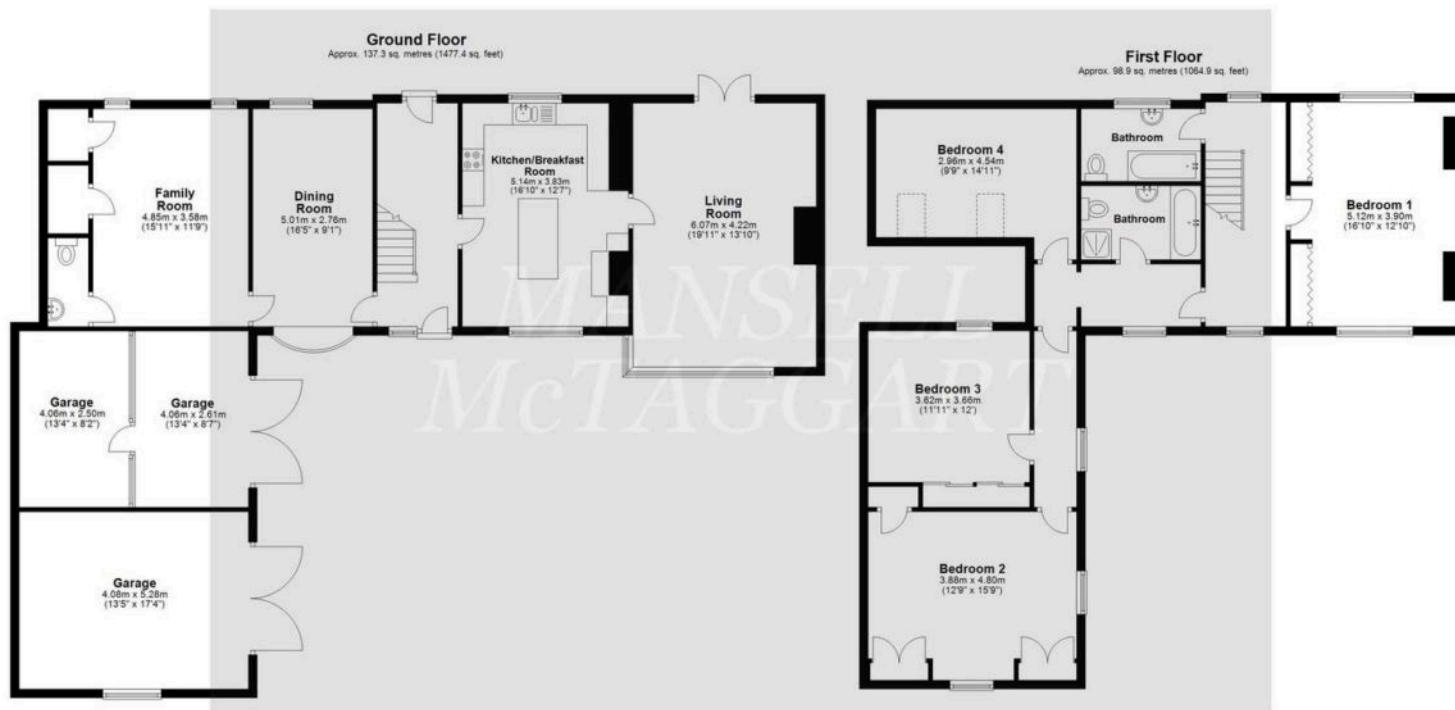 Ground Floor
Approx. 137.3 sq. metres (1477.4 sq. feet)
Family
Room
4.85m x 3.58m
(15'11" x 11'9")
Dining
Room
5.01m x 2.76m
(16'5" x 9'1")
Kitchen/Breakfast
Room
5.14m x 3.83m
(16'10" x 12'7")
Living
Room
6.07m x 4.22m
(19'11" x 13'10")
Garage
4.06m x 2.50m
(13'4" x 8'2")
Garage
4.06m x 2.61m
(13'4" x 8'7")
Garage
4.08m x 5.28m
(13'5" x 17'4")
First Floor
Approx. 98.9 sq. metres (1064.9 sq. feet)
Bedroom 4
2.96m x 4.54m
(9'9" x 14'11")
Bathroom
Bathroom
Bedroom 1
5.12m x 3.90m
(16'10" x 12'10")
Bedroom 3
3.62m x 3.66m
(11'11" x 12')
Bedroom 2
3.88m x 4.80m
(12'9" x 15'9")
MANSELL
McTAGGART